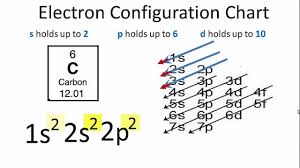 Electron Configuration Chart
s holds up to 2 p holds up to 6 d holds up to 10
6
C
Carbon
12.01
1s
2s 2p
3s 3p 3d
4s 4p 4d 4f
5s 5p 5d 5f
6s 6p 6d
7s 7p
1s2 2s2 2p2